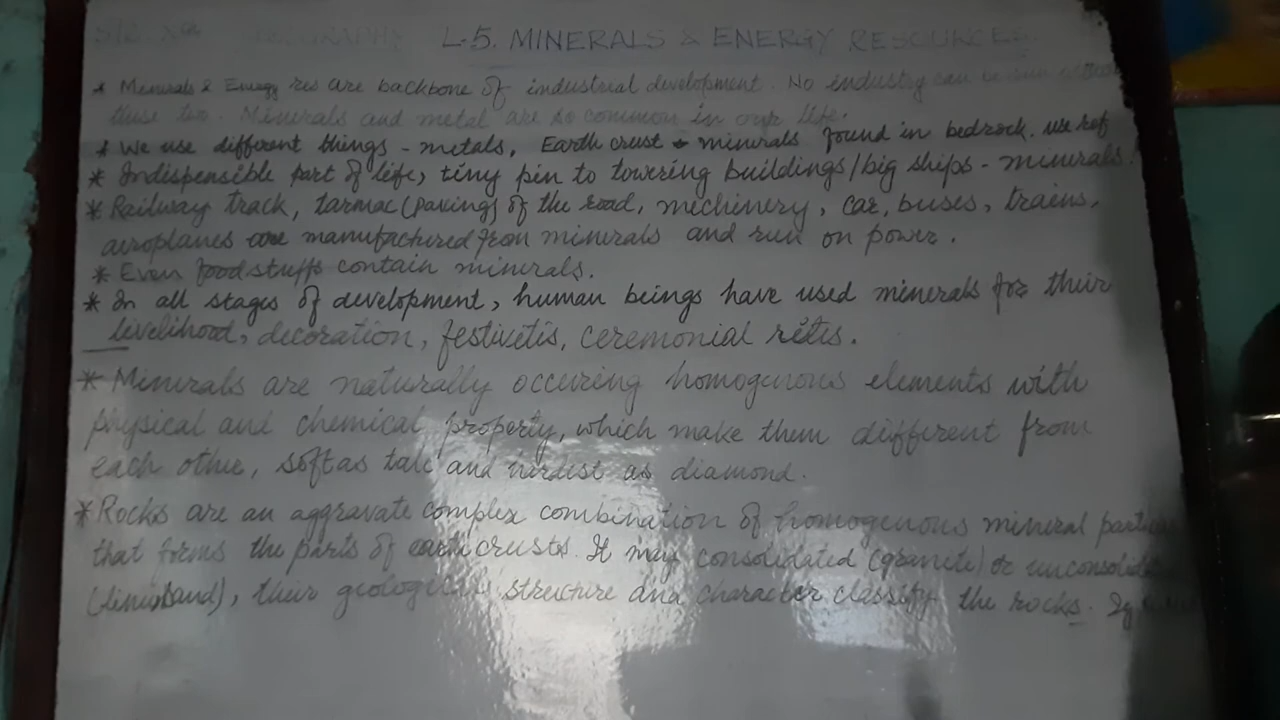 STD. Xth GEOGRAPHY L-5. MINERALS & ENERGY RESOURCES.
* Minerals & Energy res are backbone of industrial development. No industry can be run without
these two. Minerals and metal are so common in our life.
* We use different things - metals, Earth crust minerals found in bedrock. use
* Indispensible part of life, tiny pin to towering buildings/big ships - minerals!
* Railway track, tarmac (paving) of the road, mechinery, car, buses, trains,
aeroplanes are manufactured from minerals and run on power.
* Even foodstuffs contain minerals.
* In all stages of development, human beings have used minerals for their
livelihood, decoration, festivetis, ceremonial rites.
* Minerals are naturally occuring homogenous elements with
physical and chemical property, which make them different from
each other, soft as talc and hardest as diamond.
* Rocks are an aggravate complex combination of homogenous mineral
that forms the parts of earth crusts. It may consolidated (granete) or
their geological structure and character classify the rocks.